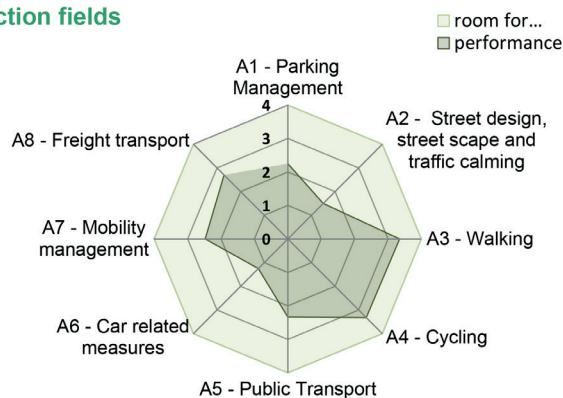 ction fields
room for...
performance
A1 - Parking
Management
A2 - Street design,
street scape and
traffic calming
A3 - Walking
A4 - Cycling
A5 - Public Transport
A6 - Car related
measures
A7 - Mobility
management
A8 - Freight transport
4
3
2
1
0